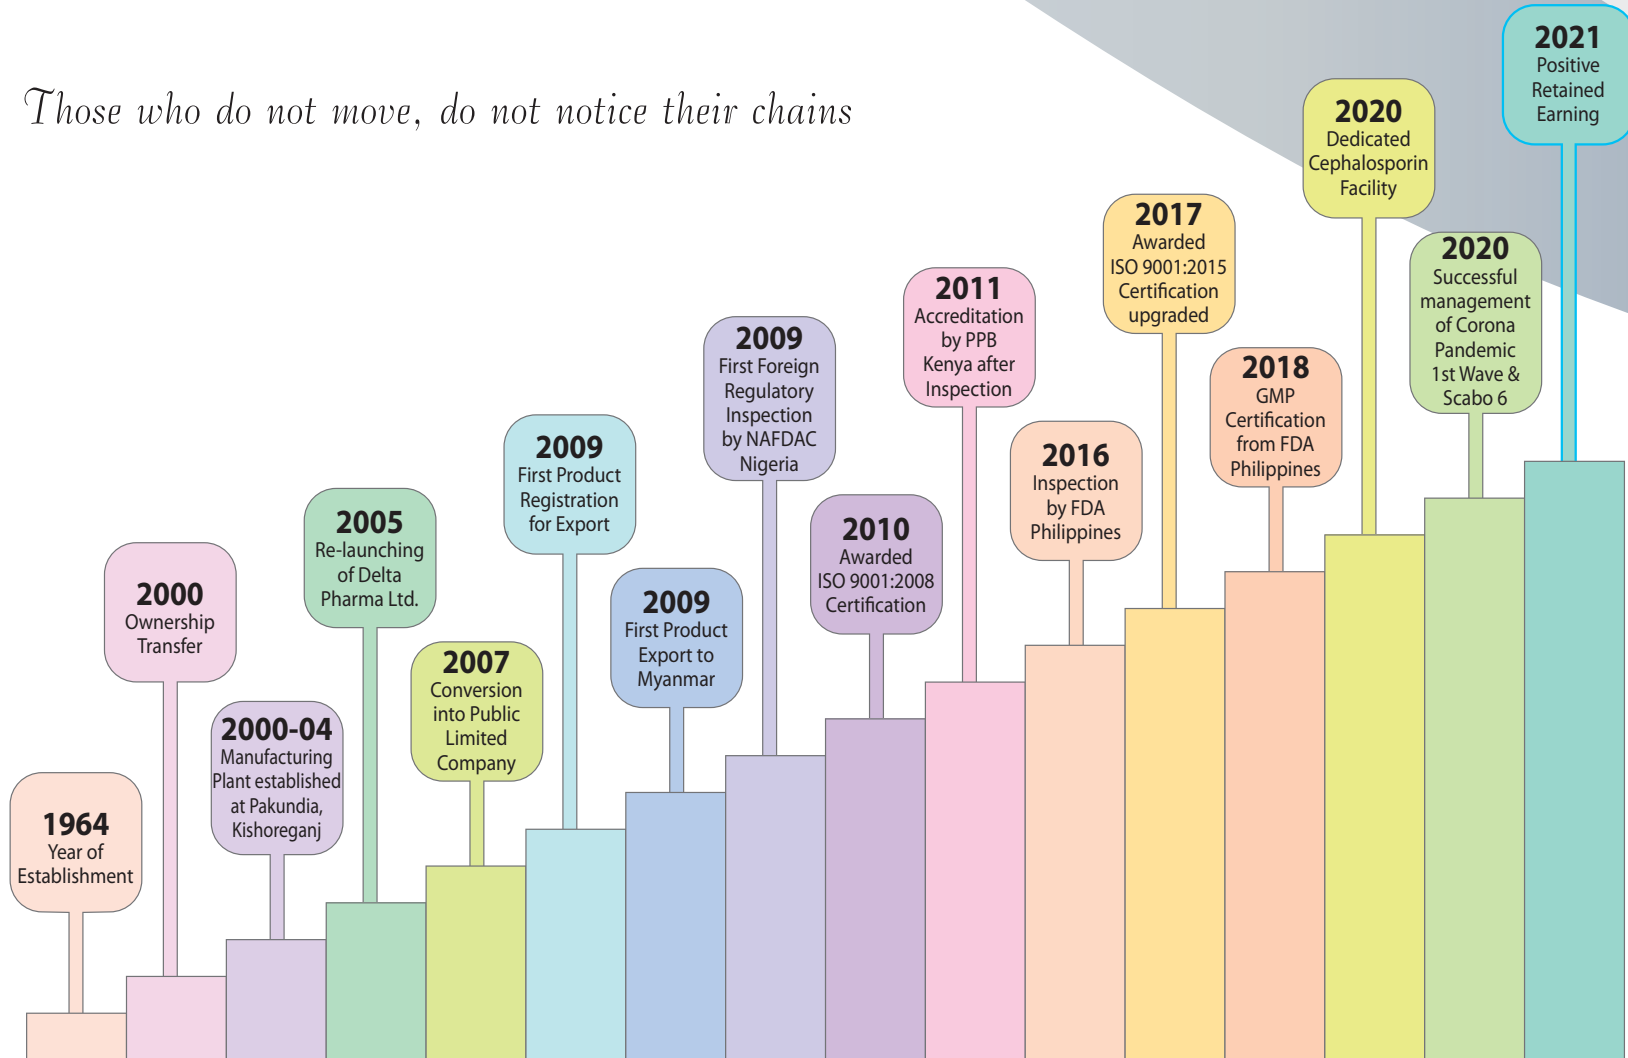 Those who do not move, do not notice their chains
1964
Year of
Establishment
2000
Ownership
Transfer
2000-04
Manufacturing
Plant established
at Pakundia,
Kishoreganj
2005
Re-launching
of Delta
Pharma Ltd.
2007
Conversion
into Public
Limited
Company
2009
First Product
Registration
for Export
2009
First Product
Export to
Myanmar
2009
First Foreign
Regulatory
Inspection
by NAFDAC
Nigeria
2010
Awarded
ISO 9001:2008
Certification
2011
Accreditation
by PPB
Kenya after
Inspection
2016
Inspection
by FDA
Philippines
2017
Awarded
ISO 9001:2015
Certification
upgraded
2018
GMP
Certification
from FDA
Philippines
2020
Dedicated
Cephalosporin
Facility
2020
Successful
management
of Corona
Pandemic
1st Wave &
Scabo 6
2021
Positive
Retained
Earning